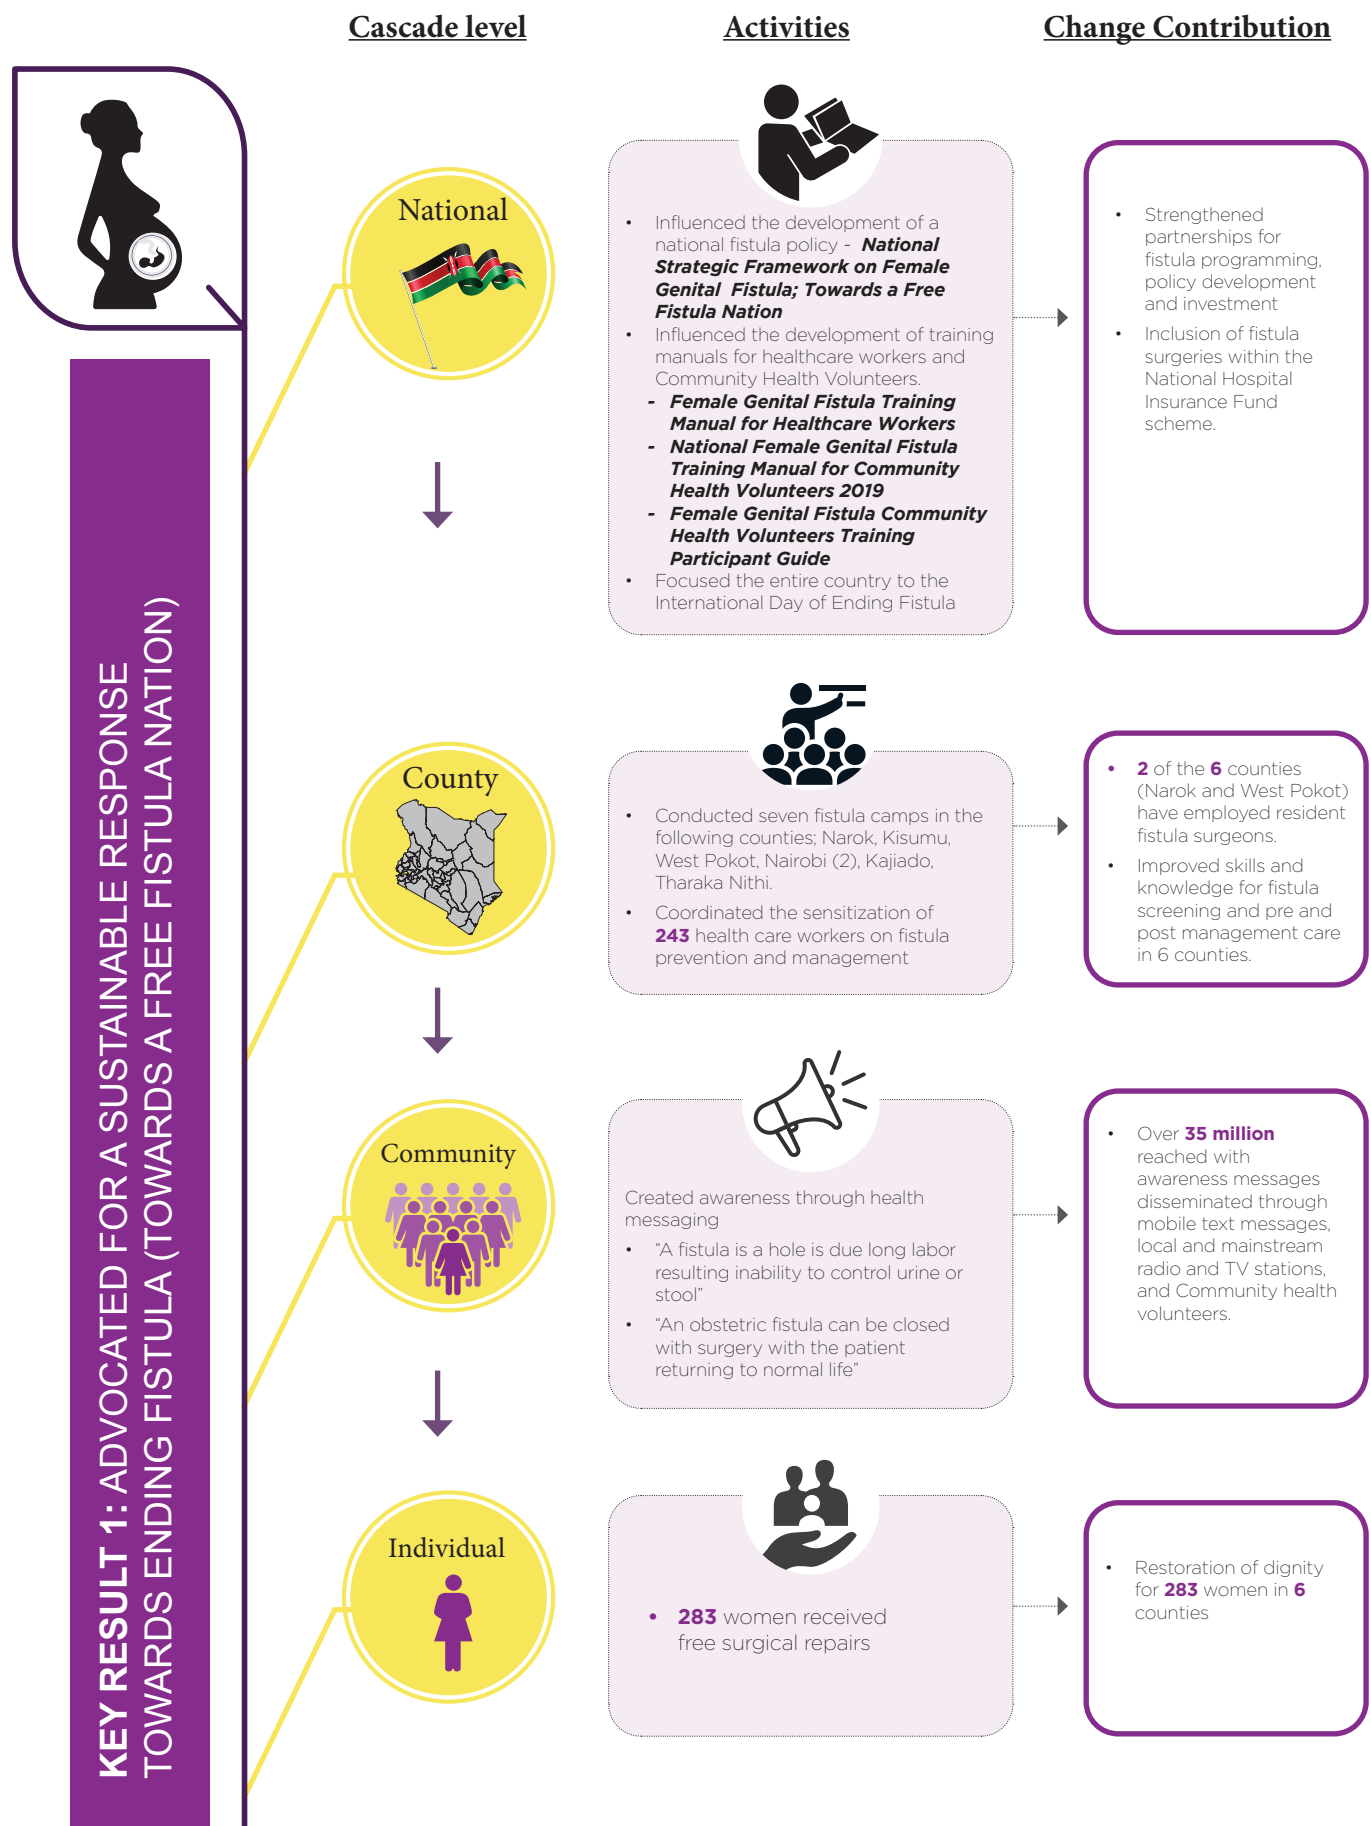 Cascade level
Activities
Change Contribution
KEY RESULT 1: ADVOCATED FOR A SUSTAINABLE RESPONSE
TOWARDS ENDING FISTULA (TOWARDS A FREE FISTULA NATION)
National
• Influenced the development of a
national fistula policy - National
Strategic Framework on Female
Genital Fistula; Towards a Free
Fistula Nation
• Influenced the development of training
manuals for healthcare workers and
Community Health Volunteers.
- Female Genital Fistula Training
Manual for Healthcare Workers
- National Female Genital Fistula
Training Manual for Community
Health Volunteers 2019
- Female Genital Fistula Community
Health Volunteers Training
Participant Guide
• Focused the entire country to the
International Day of Ending Fistula
• Strengthened
partnerships for
fistula programming,
policy development
and investment
• Inclusion of fistula
surgeries within the
National Hospital
Insurance Fund
scheme.
County
• Conducted seven fistula camps in the
following counties; Narok, Kisumu,
West Pokot, Nairobi (2), Kajiado,
Tharaka Nithi.
• Coordinated the sensitization of
243 health care workers on fistula
prevention and management
• 2 of the 6 counties
(Narok and West Pokot)
have employed resident
fistula surgeons.
• Improved skills and
knowledge for fistula
screening and pre and
post management care
in 6 counties.
Community
Created awareness through health
messaging
• “A fistula is a hole is due long labor
resulting inability to control urine or
stool”
• “An obstetric fistula can be closed
with surgery with the patient
returning to normal life”
• Over 35 million
reached with
awareness messages
disseminated through
mobile text messages,
local and mainstream
radio and TV stations,
and Community health
volunteers.
Individual
• 283 women received
free surgical repairs
• Restoration of dignity
for 283 women in 6
counties